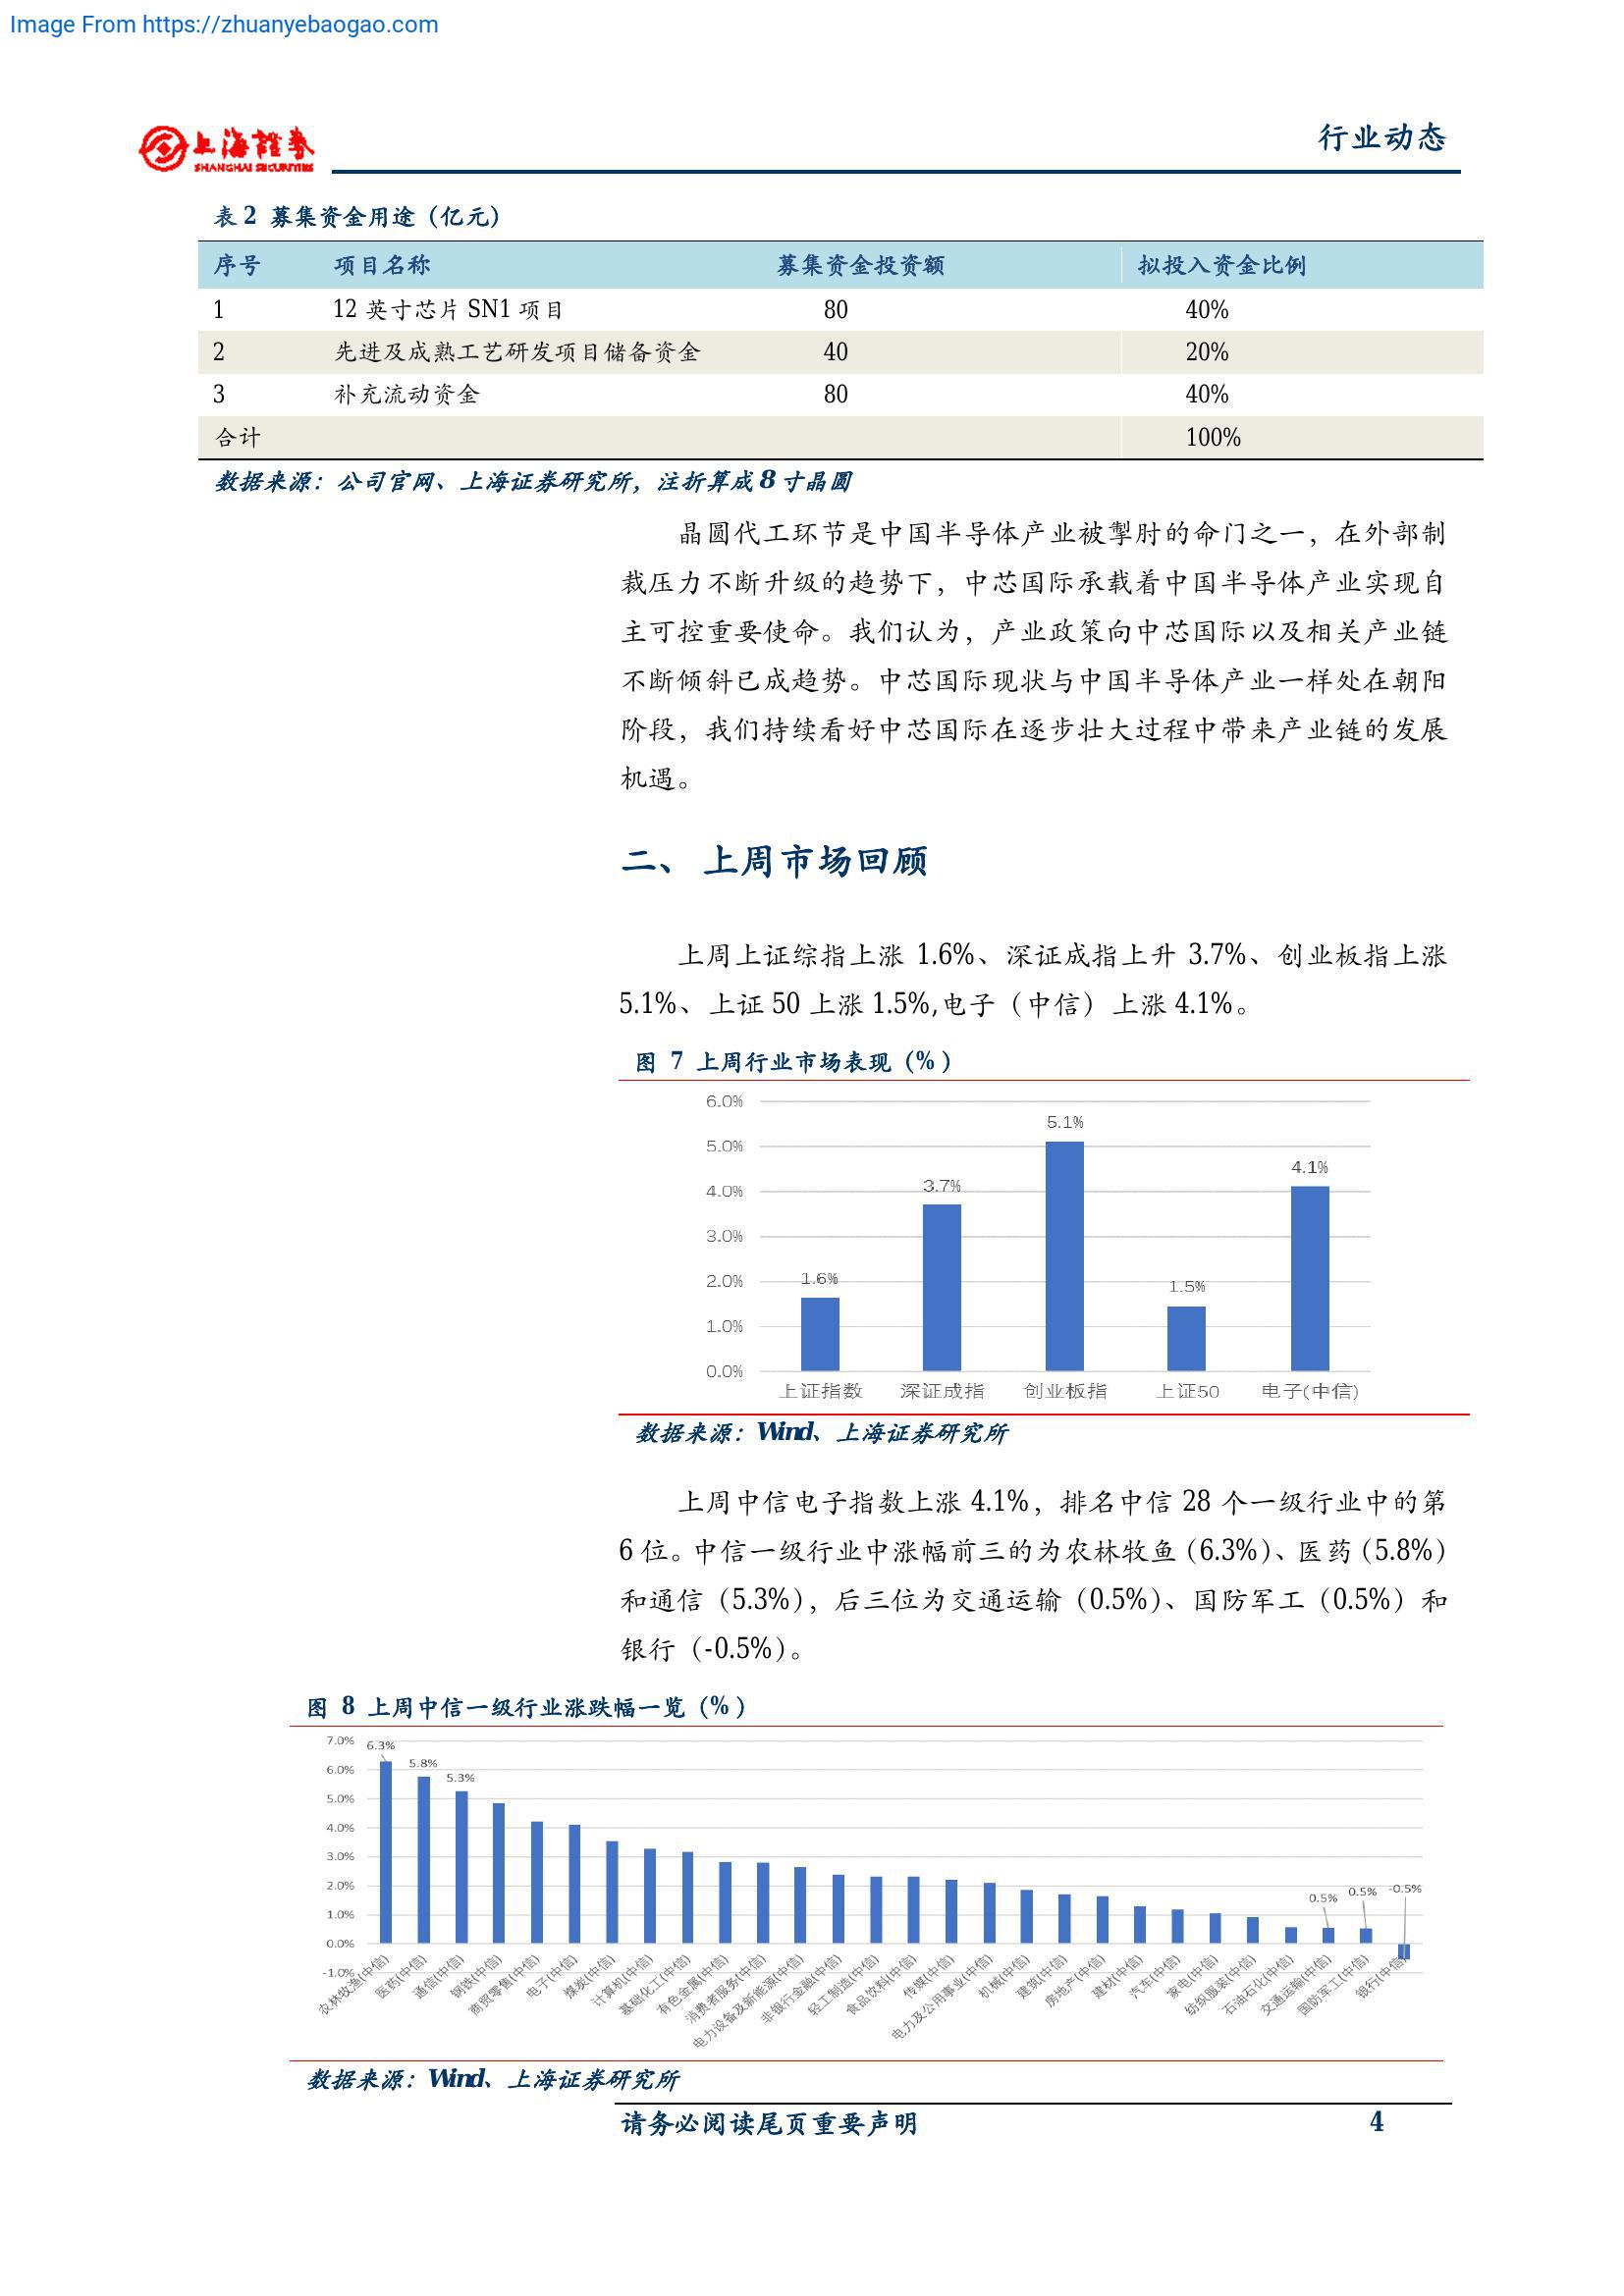 Image From https://zhuanyebaogao.com
上海證券
SHANGHAI SECURITIES
行业动态
表 2 募集资金用途（亿元）
序号 项目名称 募集资金投资额 拟投入资金比例
1 12 英寸芯片 SN1 项目 80 40%
2 先进及成熟工艺研发项目储备资金 40 20%
3 补充流动资金 80 40%
合计 100%
数据来源：公司官网、上海证券研究所，注折算成 8 寸晶圆
晶圆代工环节是中国半导体产业被掣肘的命门之一，在外部制
裁压力不断升级的趋势下，中芯国际承载着中国半导体产业实现自
主可控重要使命。我们认为，产业政策向中芯国际以及相关产业链
不断倾斜已成趋势。中芯国际现状与中国半导体产业一样处在朝阳
阶段，我们持续看好中芯国际在逐步壮大过程中带来产业链的发展
机遇。
二、 上周市场回顾
上周上证综指上涨 1.6%、深证成指上升 3.7%、创业板指上涨
5.1%、上证 50 上涨 1.5%,电子（中信）上涨 4.1%。
图 7 上周行业市场表现（%）
6.0%
5.0%
4.0%
3.0%
2.0%
1.0%
0.0%
1.6% 3.7% 5.1% 1.5% 4.1%
上证指数 深证成指 创业板指 上证50 电子(中信)
数据来源：Wind、上海证券研究所
上周中信电子指数上涨 4.1%，排名中信 28 个一级行业中的第
6 位。中信一级行业中涨幅前三的为农林牧鱼（6.3%）、医药（5.8%）
和通信（5.3%），后三位为交通运输（0.5%）、国防军工（0.5%）和
银行（-0.5%）。
图 8 上周中信一级行业涨跌幅一览（%）
7.0%
6.0%
5.0%
4.0%
3.0%
2.0%
1.0%
0.0%
-1.0%
6.3% 5.8% 5.3% 0.5% 0.5% -0.5%
农林牧渔(中信)
医药(中信)
通信(中信)
钢铁(中信)
商贸零售(中信)
电子(中信)
煤炭(中信)
计算机(中信)
基础化工(中信)
有色金属(中信)
消费者服务(中信)
电力设备及新能源(中信)
非银行金融(中信)
轻工制造(中信)
食品饮料(中信)
传媒(中信)
电力及公用事业(中信)
机械(中信)
建筑(中信)
房地产(中信)
建材(中信)
汽车(中信)
家电(中信)
纺织服装(中信)
石油石化(中信)
交通运输(中信)
国防军工(中信)
银行(中信)
数据来源：Wind、上海证券研究所
请务必阅读尾页重要声明 4